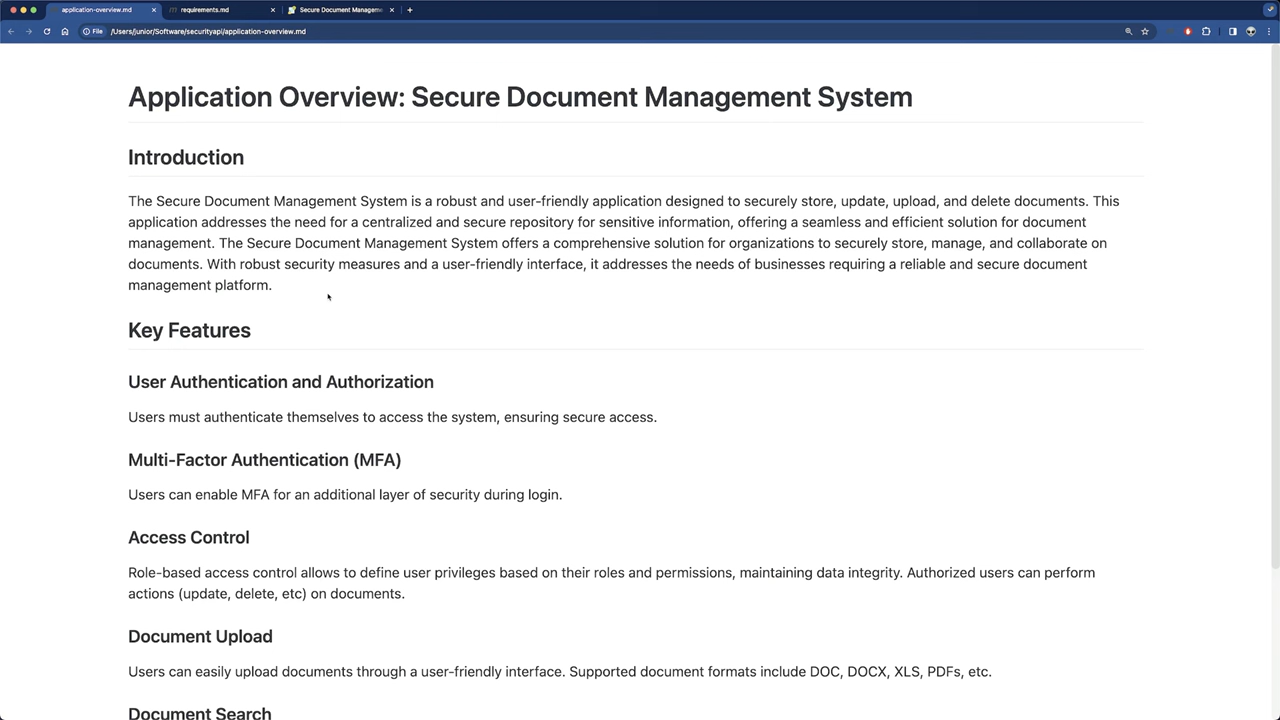 application-overview.md
requirements.md
Secure Document Manageme
File
/Users/junior/Software/securityapi/application-overview.md
Application Overview: Secure Document Management System
Introduction
The Secure Document Management System is a robust and user-friendly application designed to securely store, update, upload, and delete documents. This
application addresses the need for a centralized and secure repository for sensitive information, offering a seamless and efficient solution for document
management. The Secure Document Management System offers a comprehensive solution for organizations to securely store, manage, and collaborate on
documents. With robust security measures and a user-friendly interface, it addresses the needs of businesses requiring a reliable and secure document
management platform.
Key Features
User Authentication and Authorization
Users must authenticate themselves to access the system, ensuring secure access.
Multi-Factor Authentication (MFA)
Users can enable MFA for an additional layer of security during login.
Access Control
Role-based access control allows to define user privileges based on their roles and permissions, maintaining data integrity. Authorized users can perform
actions (update, delete, etc) on documents.
Document Upload
Users can easily upload documents through a user-friendly interface. Supported document formats include DOC, DOCX, XLS, PDFs, etc.
Document Search